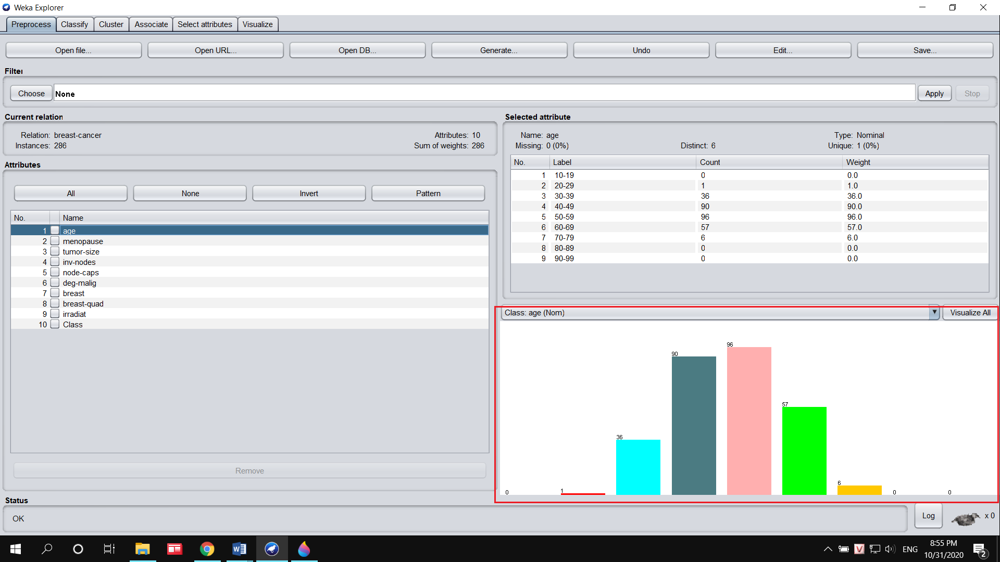 Weka Explorer
Preprocess Classify Cluster Associate Select attributes Visualize
Open file... Open URL... Open DB... Generate... Undo Edit... Save...
Filter
Choose None Apply Stop
Current relation
Relation: breast-cancer Attributes: 10
Instances: 286 Sum of weights: 286
Attributes
All None Invert Pattern
No. Name
1 age
2 menopause
3 tumor-size
4 inv-nodes
5 node-caps
6 deg-malig
7 breast
8 breast-quad
9 irradiat
10 Class
Remove
Selected attribute
Name: age Type: Nominal
Missing: 0 (0%) Distinct: 6 Unique: 1 (0%)
No. Label Count Weight
1 10-19 0 0.0
2 20-29 1 1.0
3 30-39 36 36.0
4 40-49 90 90.0
5 50-59 96 96.0
6 60-69 57 57.0
7 70-79 6 6.0
8 80-89 0 0.0
9 90-99 0 0.0
Class: age (Nom) Visualize All
0 1 36 90 96 57 6 0 0
Status
OK Log x 0
W V ENG 8:55 PM
10/31/2020 2